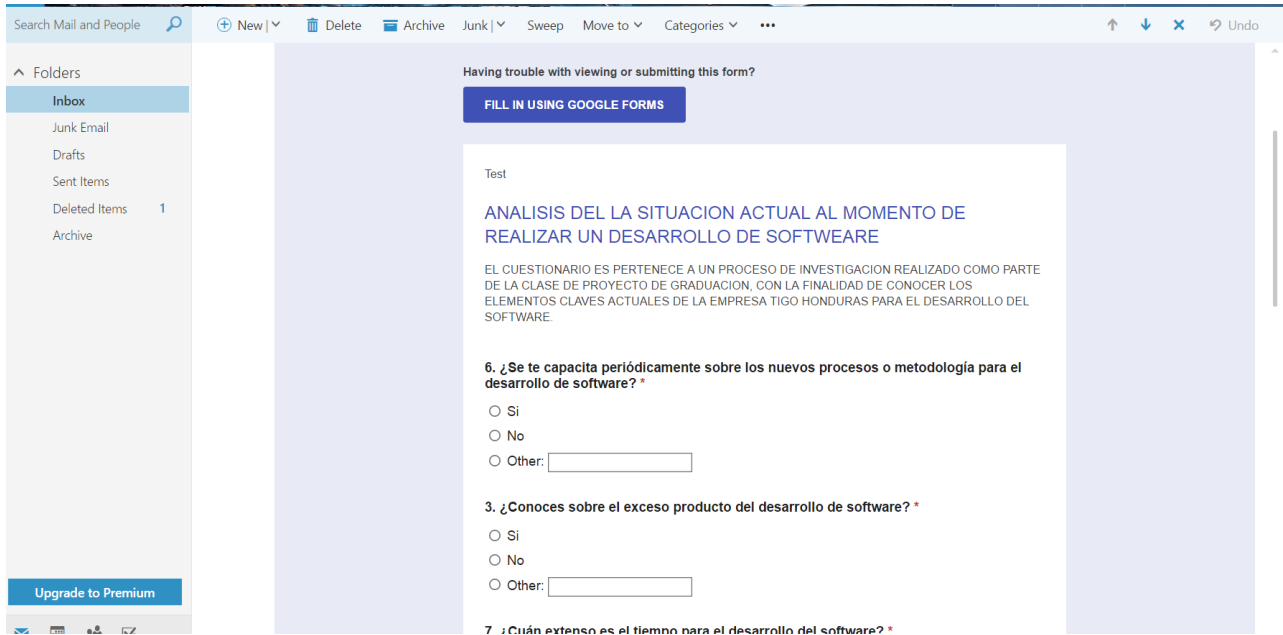 Search Mail and People
New
Delete
Archive
Junk
Sweep
Move to
Categories
Undo
Folders
Inbox
Junk Email
Drafts
Sent Items
Deleted Items 1
Archive
Upgrade to Premium
Having trouble with viewing or submitting this form?
FILL IN USING GOOGLE FORMS
Test
ANALISIS DEL LA SITUACION ACTUAL AL MOMENTO DE
REALIZAR UN DESARROLLO DE SOFTWEARE
EL CUESTIONARIO ES PERTENECE A UN PROCESO DE INVESTIGACION REALIZADO COMO PARTE
DE LA CLASE DE PROYECTO DE GRADUACION, CON LA FINALIDAD DE CONOCER LOS
ELEMENTOS CLAVES ACTUALES DE LA EMPRESA TIGO HONDURAS PARA EL DESARROLLO DEL
SOFTWARE.
6. ¿Se te capacita periódicamente sobre los nuevos procesos o metodología para el
desarrollo de software? *
Si
No
Other:
3. ¿Conoces sobre el exceso producto del desarrollo de software? *
Si
No
Other:
7. ¿Cuán extenso es el tiempo para el desarrollo del software? *